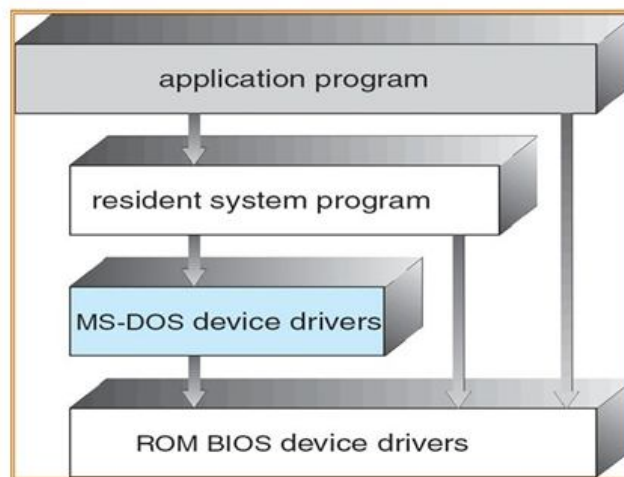 application program
resident system program
MS-DOS device drivers
ROM BIOS device drivers